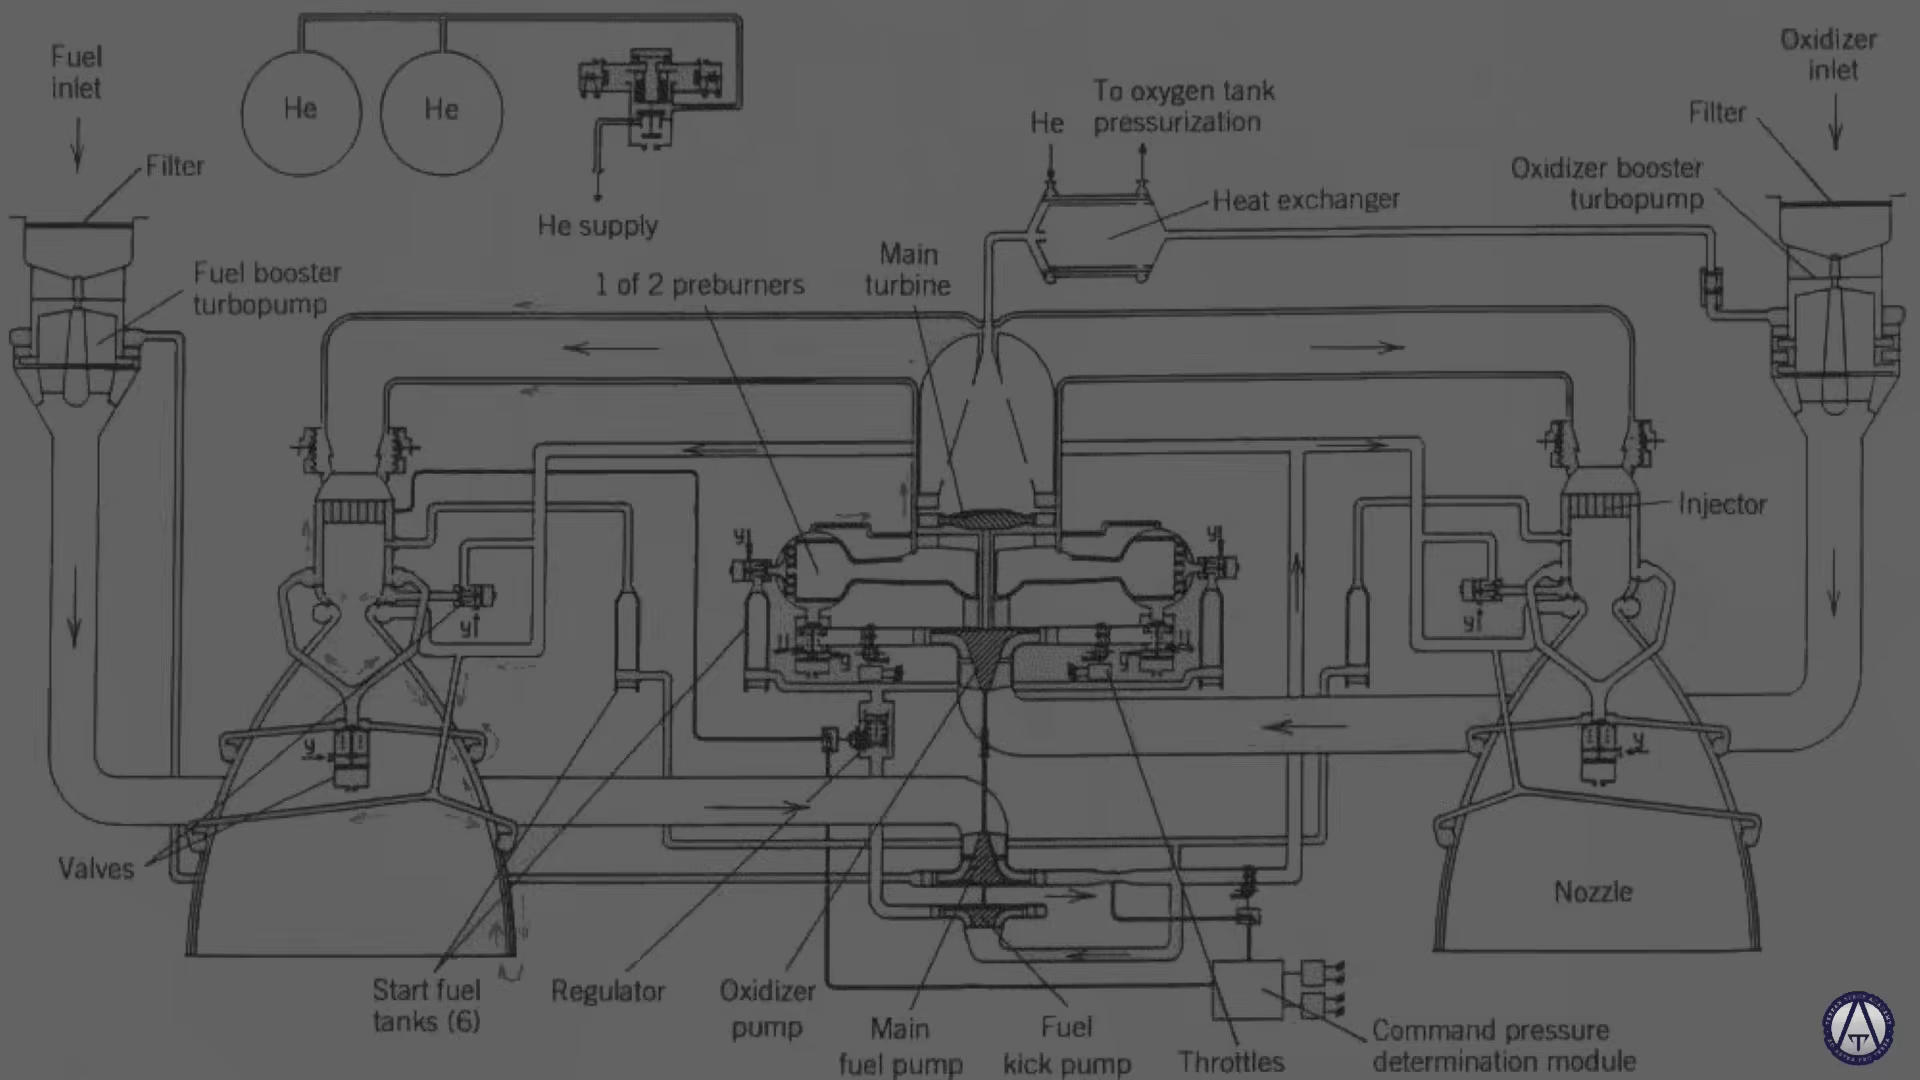 Fuel
inlet
Filter
He
He
He supply
Fuel booster
turbopump
1 of 2 preburners
Main
turbine
He
To oxygen tank
pressurization
Heat exchanger
Oxidizer
inlet
Filter
Oxidizer booster
turbopump
Injector
y
y
y
y
y
y
y
Valves
Nozzle
Start fuel
tanks (6)
Regulator
Oxidizer
pump
Main
fuel pump
Fuel
kick pump
Throttles
Command pressure
determination module